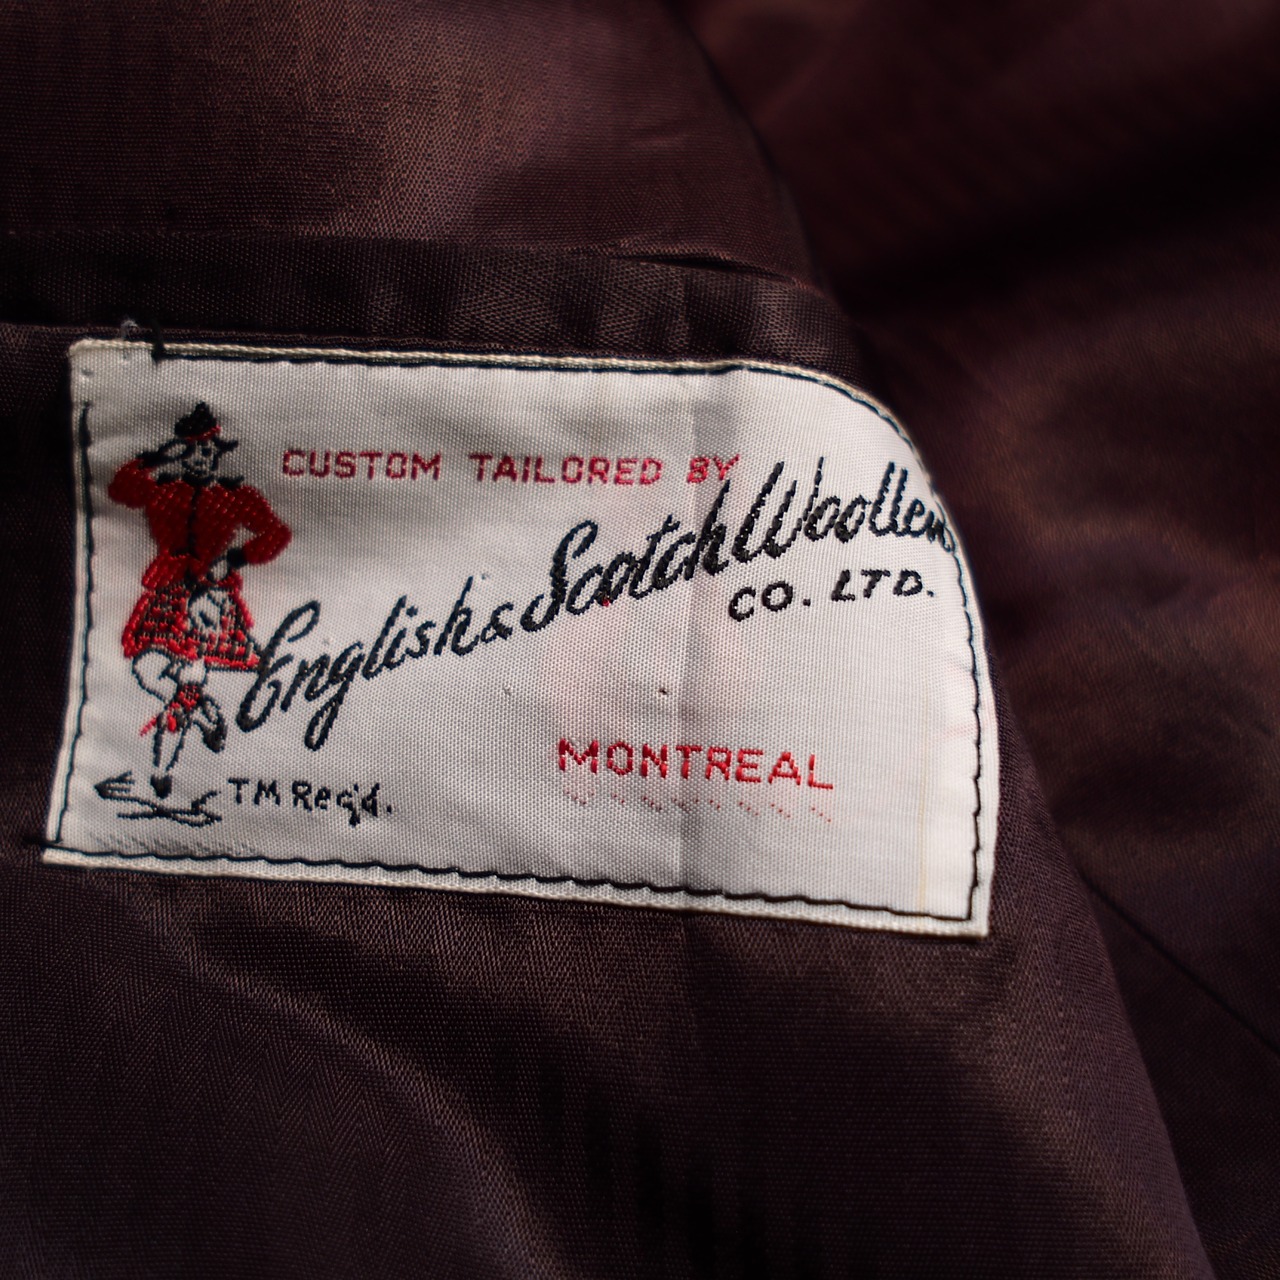 CUSTOM TAILORED BY
English & Scotch Woollens
CO. LTD.
MONTREAL
TM Reg'd.